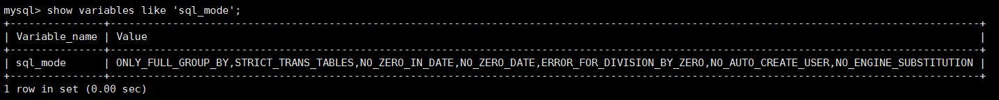 mysql> show variables like 'sql_mode';
+---------------+-------------------------------------------------------------------------------------------------------------------------------------------+
| Variable_name | Value                                                                                                                                     |
+---------------+-------------------------------------------------------------------------------------------------------------------------------------------+
| sql_mode      | ONLY_FULL_GROUP_BY,STRICT_TRANS_TABLES,NO_ZERO_IN_DATE,NO_ZERO_DATE,ERROR_FOR_DIVISION_BY_ZERO,NO_AUTO_CREATE_USER,NO_ENGINE_SUBSTITUTION |
+---------------+-------------------------------------------------------------------------------------------------------------------------------------------+
1 row in set (0.00 sec)